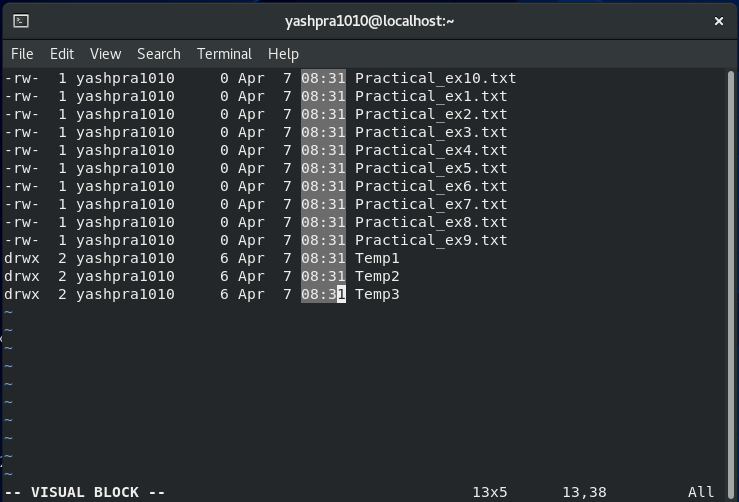 yashpra1010@localhost:~
File Edit View Search Terminal Help
-rw-  1 yashpra1010     0 Apr  7 08:31 Practical_ex10.txt
-rw-  1 yashpra1010     0 Apr  7 08:31 Practical_ex1.txt
-rw-  1 yashpra1010     0 Apr  7 08:31 Practical_ex2.txt
-rw-  1 yashpra1010     0 Apr  7 08:31 Practical_ex3.txt
-rw-  1 yashpra1010     0 Apr  7 08:31 Practical_ex4.txt
-rw-  1 yashpra1010     0 Apr  7 08:31 Practical_ex5.txt
-rw-  1 yashpra1010     0 Apr  7 08:31 Practical_ex6.txt
-rw-  1 yashpra1010     0 Apr  7 08:31 Practical_ex7.txt
-rw-  1 yashpra1010     0 Apr  7 08:31 Practical_ex8.txt
-rw-  1 yashpra1010     0 Apr  7 08:31 Practical_ex9.txt
drwx  2 yashpra1010     6 Apr  7 08:31 Temp1
drwx  2 yashpra1010     6 Apr  7 08:31 Temp2
drwx  2 yashpra1010     6 Apr  7 08:31 Temp3
~
~
~
~
~
~
~
~
~
~
-- VISUAL BLOCK -- 13x5 13,38 All